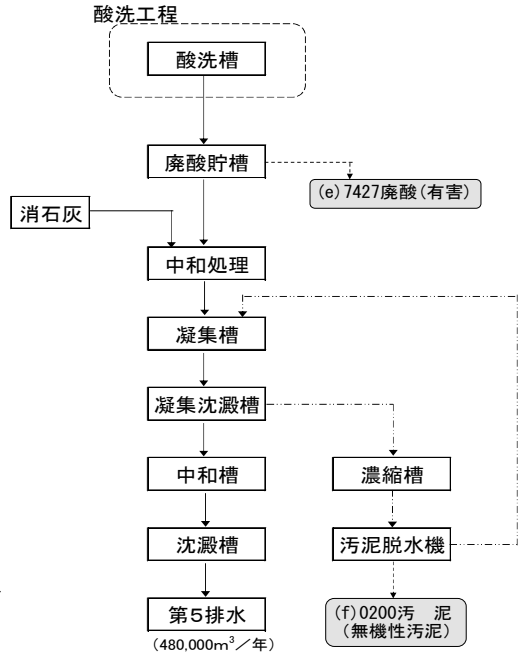 酸洗工程
酸洗槽
廃酸貯槽
(e)7427廃酸(有害)
消石灰
中和処理
凝集槽
凝集沈澱槽
中和槽
濃縮槽
沈澱槽
汚泥脱水機
第5排水
(480,000m³/年)
(f)0200汚　泥
(無機性汚泥)